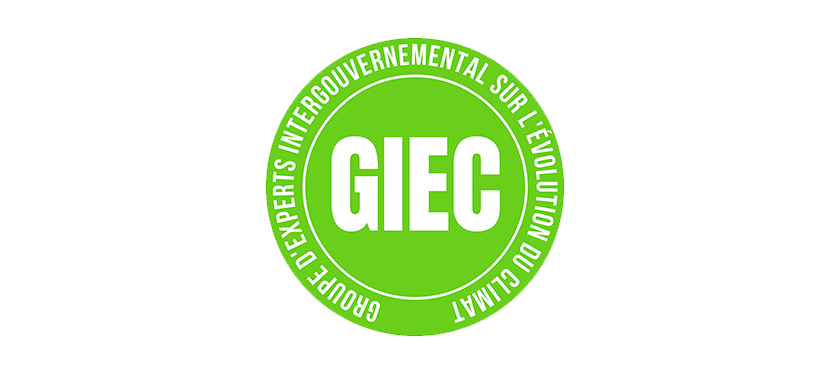 GROUPE D'EXPERTS INTERGOUVERNEMENTAL SUR L'ÉVOLUTION DU CLIMAT
GIEC